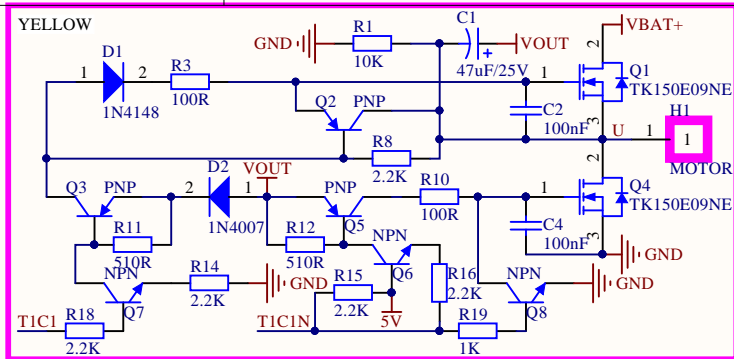 YELLOW
VBAT+
C1
R1
GND
VOUT
10K
47uF/25V
2
D1
R3
1
2
1
Q1
1N4148
100R
Q2
PNP
TK150E09NE
C2
3
H1
100nF
U
1
1
R8
2
MOTOR
2.2K
D2
VOUT
Q3
PNP
2
1
PNP
R10
1
Q4
1N4007
100R
TK150E09NE
R11
R12
Q5
C4
510R
510R
NPN
100nF
3
GND
NPN
R14
Q6
R16
NPN
2.2K
GND
R15
2.2K
GND
Q7
2.2K
Q8
T1C1
R18
T1C1N
5V
R19
2.2K
1K